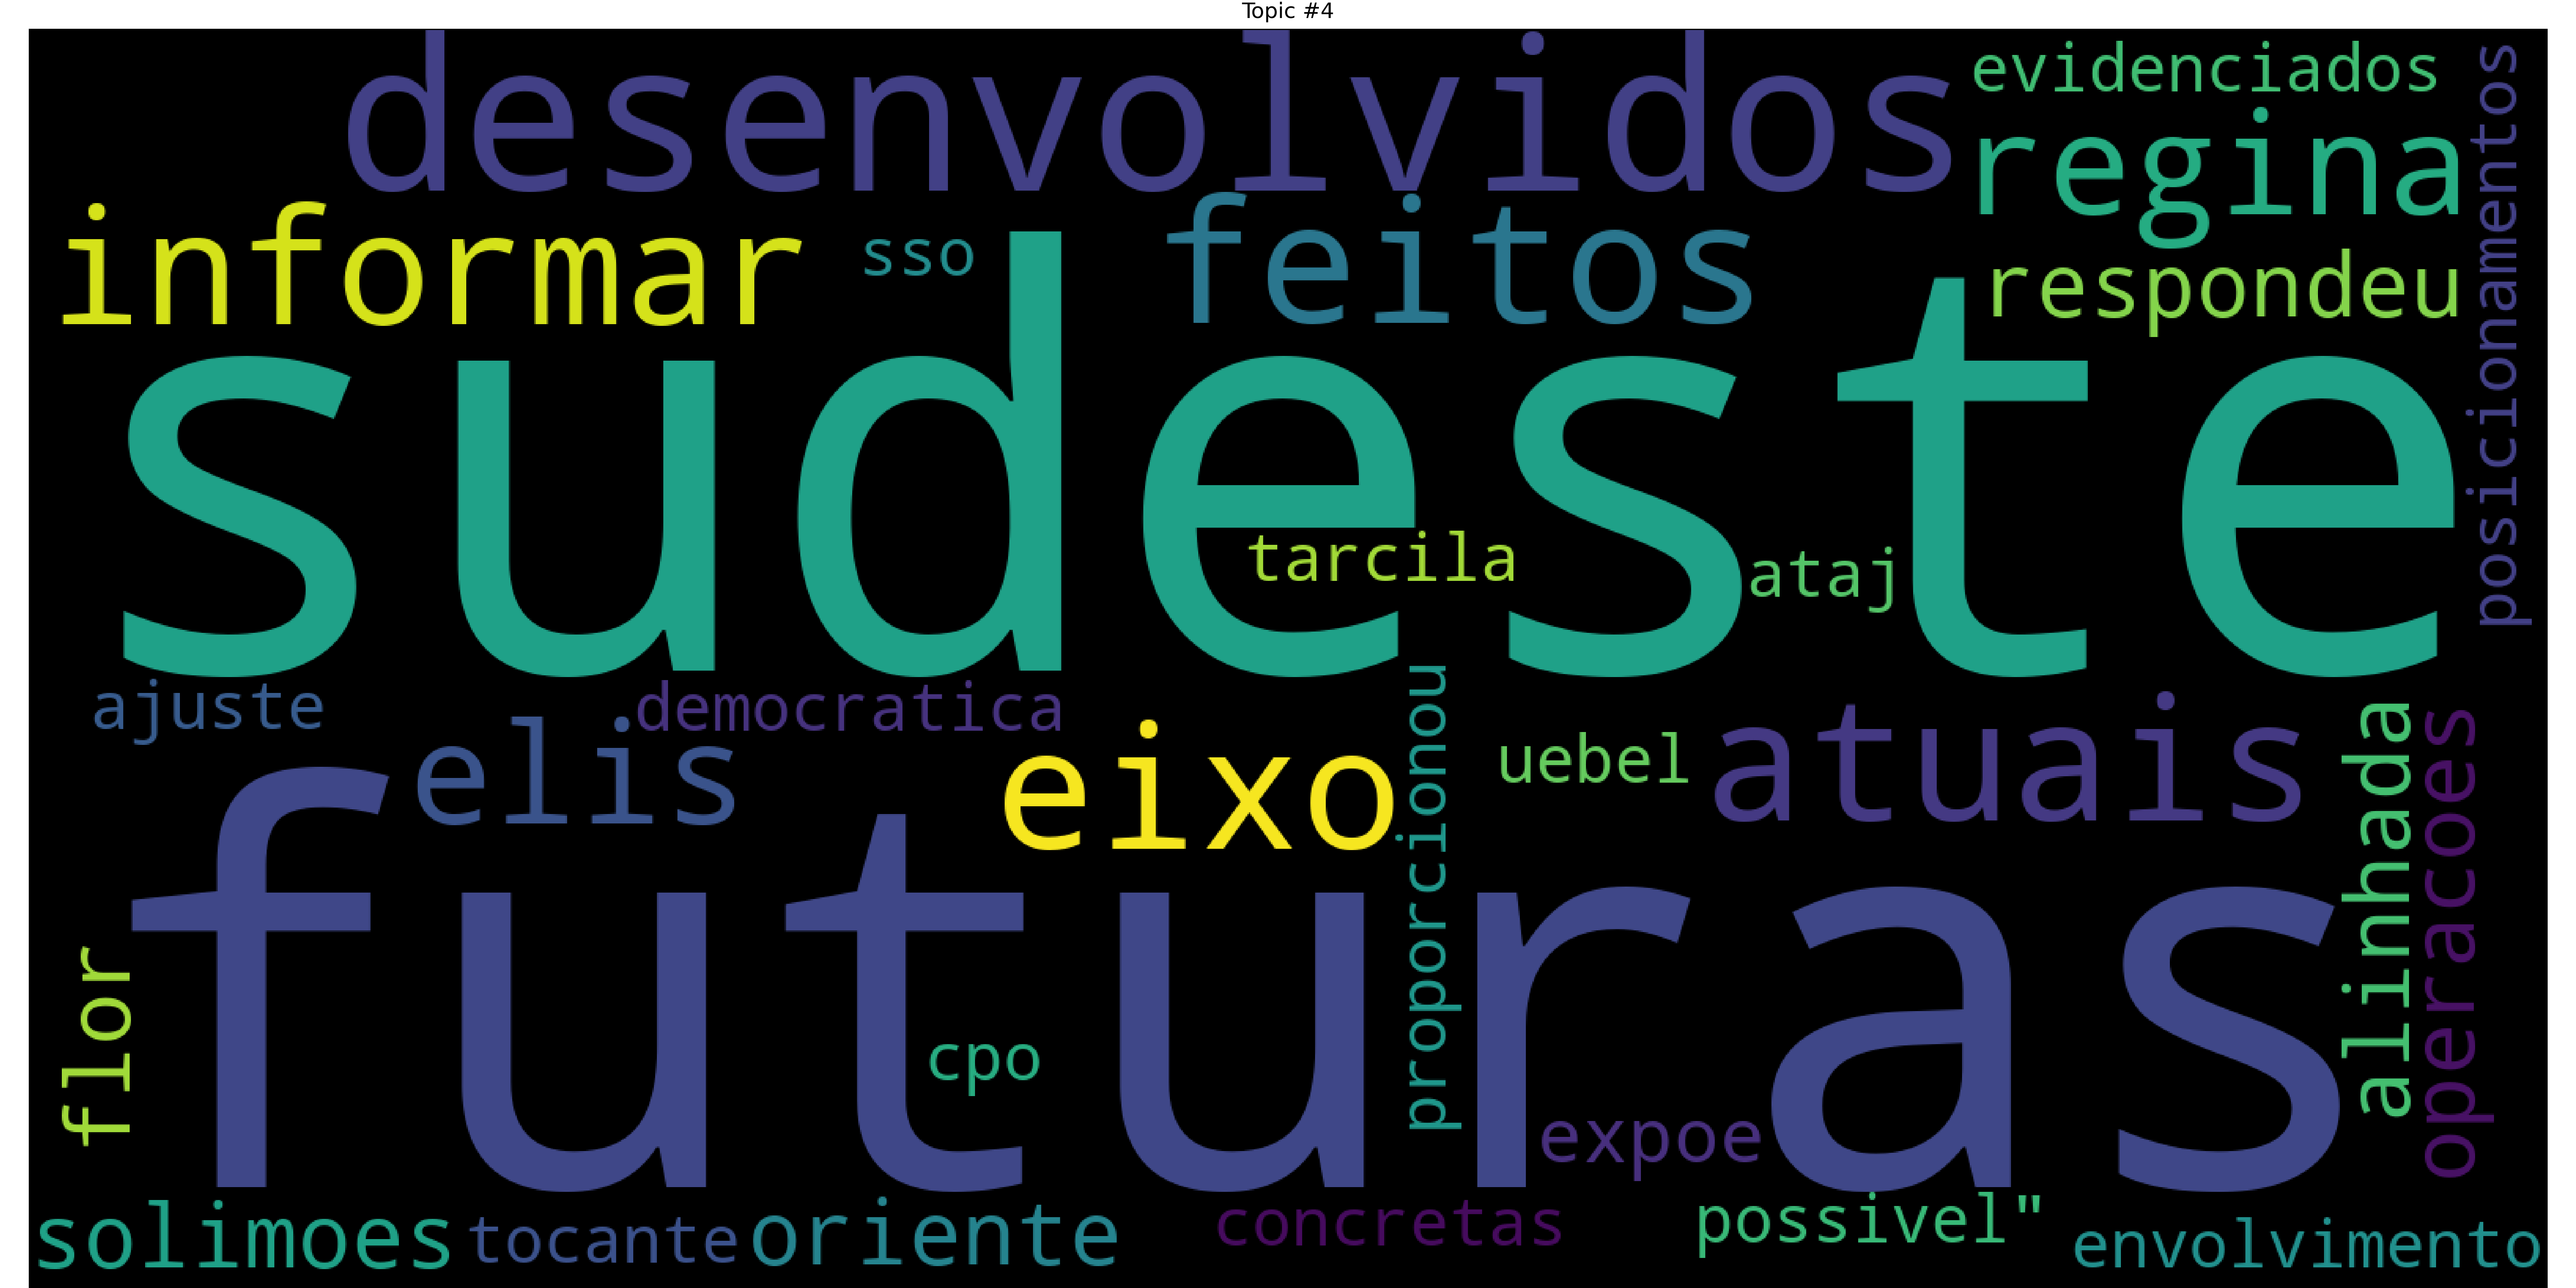 Topic #4
desenvolvidos
evidenciados
regina
posicionamentos
informar
sso
feitos
respondeu
sudeste
tarcila
ataj
ajuste
democratica
elis
eixo
proporcionou
uebel
atuais
alinhada
operacoes
futuras
flor
cpo
expoe
solimoes
tocante
oriente
concretas
possivel"
envolvimento